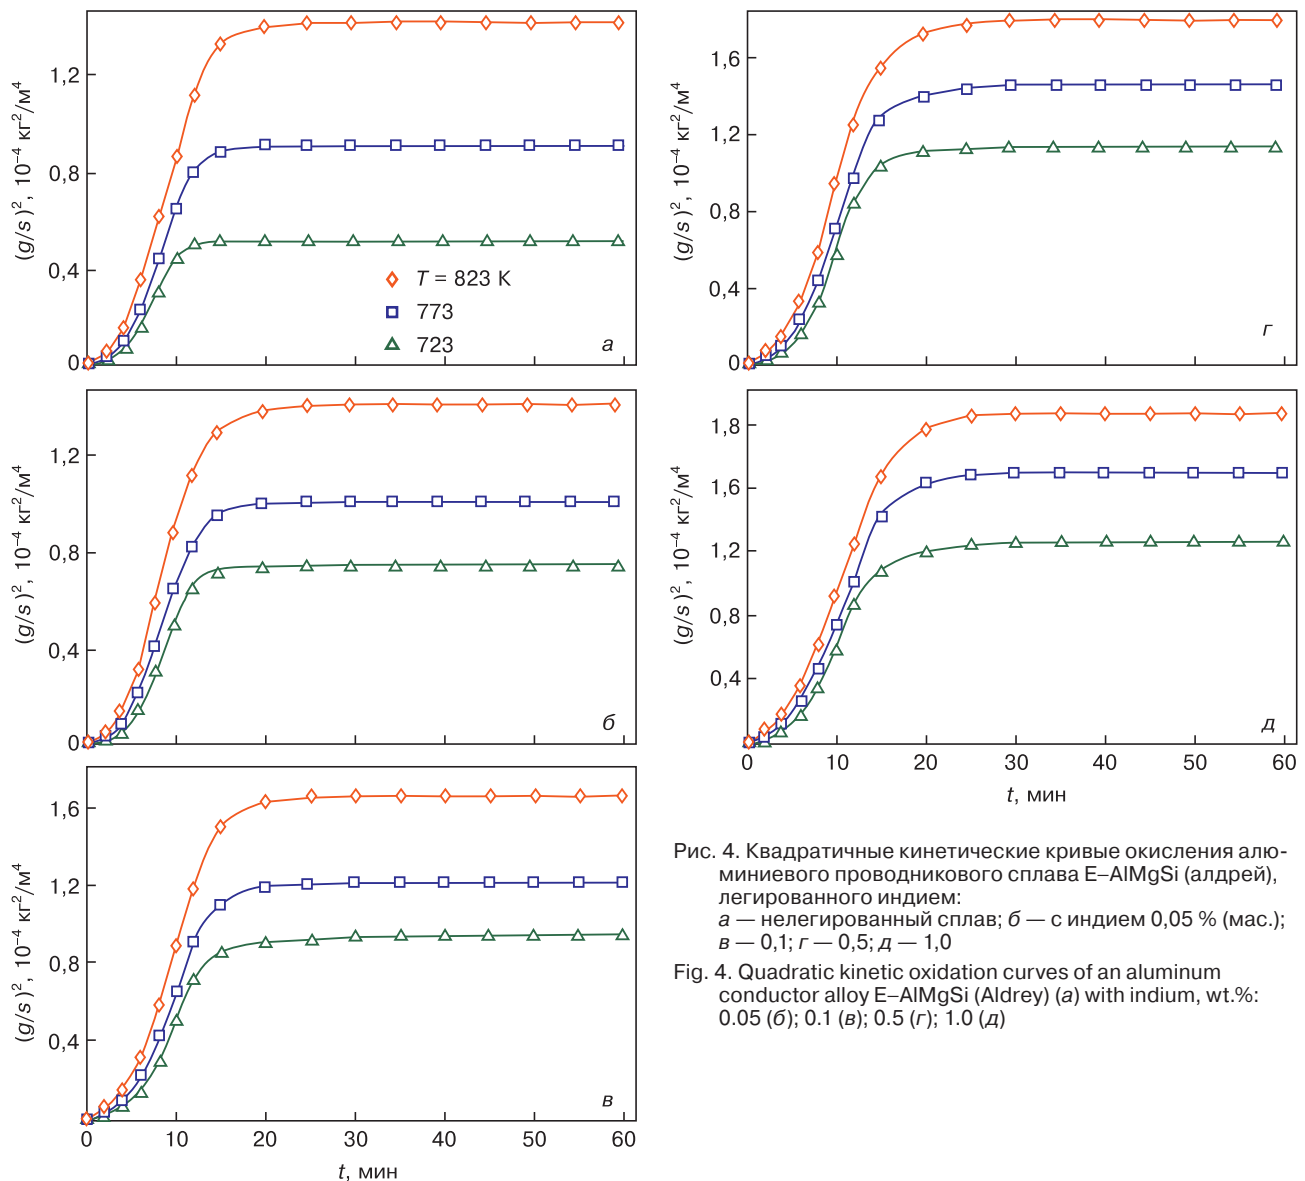 (g/s)², 10⁻⁴ кг²/м⁴
1,2
0,8
0,4
0
T = 823 K
773
723
а
(g/s)², 10⁻⁴ кг²/м⁴
1,2
0,8
0,4
0
б
(g/s)², 10⁻⁴ кг²/м⁴
1,6
1,2
0,8
0,4
0 10 20 30 40 50 60
t, мин
в
(g/s)², 10⁻⁴ кг²/м⁴
1,6
1,2
0,8
0,4
0
г
(g/s)², 10⁻⁴ кг²/м⁴
1,8
1,6
1,2
0,8
0,4
0 10 20 30 40 50 60
t, мин
д
Рис. 4. Квадратичные кинетические кривые окисления алю-
миниевого проводникового сплава E–AlMgSi (алдрей),
легированного индием:
а — нелегированный сплав; б — с индием 0,05 % (мас.);
в — 0,1; г — 0,5; д — 1,0
Fig. 4. Quadratic kinetic oxidation curves of an aluminum
conductor alloy E–AlMgSi (Aldrey) (а) with indium, wt.%:
0.05 (б); 0.1 (в); 0.5 (г); 1.0 (д)